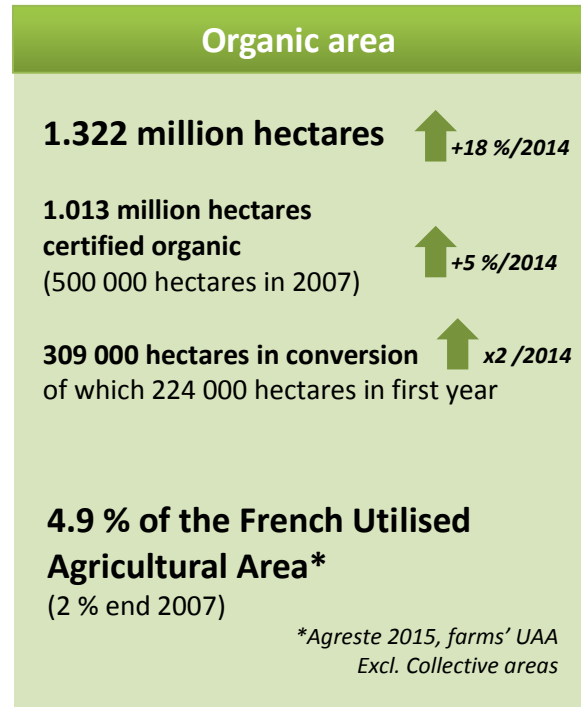 Organic area
1.322 million hectares
+18 %/2014
1.013 million hectares
certified organic
(500 000 hectares in 2007)
+5 %/2014
309 000 hectares in conversion
x2 /2014
of which 224 000 hectares in first year
4.9 % of the French Utilised
Agricultural Area*
(2 % end 2007)
*Agreste 2015, farms’ UAA
Excl. Collective areas